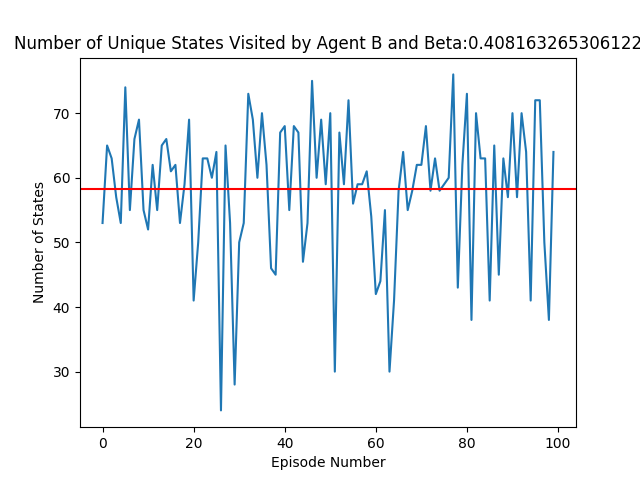 Number of Unique States Visited by Agent B and Beta:0.408163265306122
Number of States
70
60
50
40
30
0 20 40 60 80 100
Episode Number